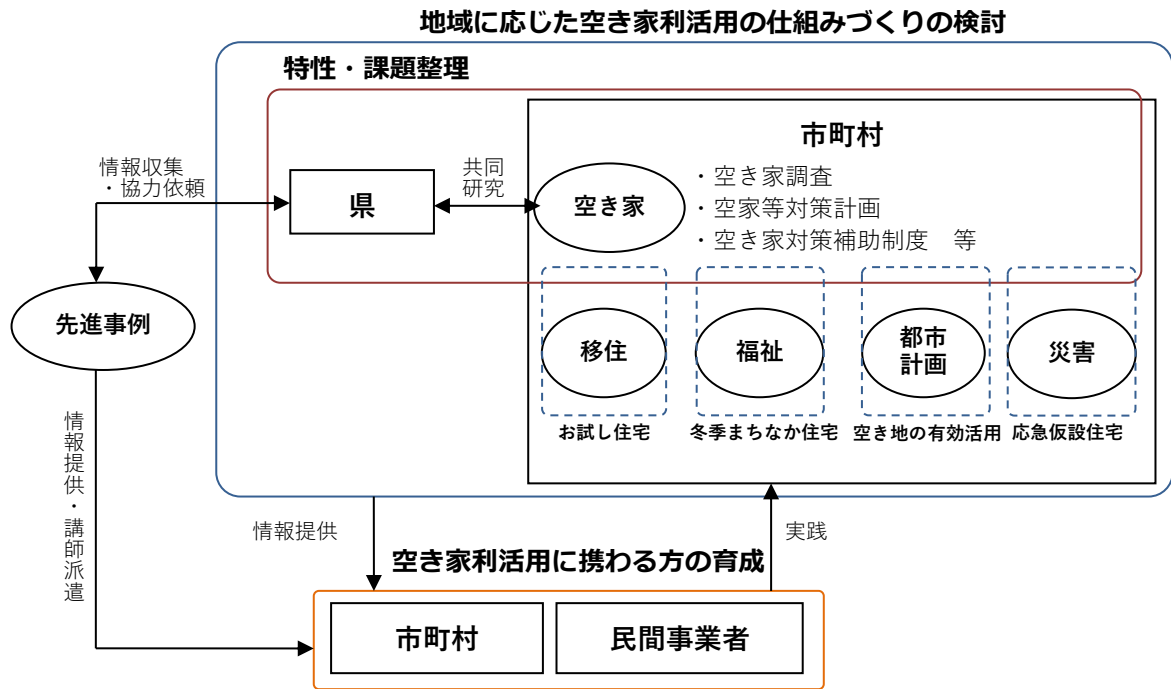 地域に応じた空き家利活用の仕組みづくりの検討
特性・課題整理
市町村
情報収集
・協力依頼
県
共同
研究
空き家
・空き家調査
・空家等対策計画
・空き家対策補助制度　等
先進事例
移住
福祉
都市
計画
災害
お試し住宅
冬季まちなか住宅
空き地の有効活用
応急仮設住宅
情報提供・講師派遣
情報提供
実践
空き家利活用に携わる方の育成
市町村
民間事業者